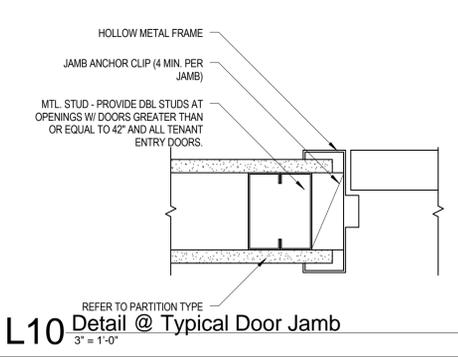 HOLLOW METAL FRAME
JAMB ANCHOR CLIP (4 MIN. PER
JAMB)
MTL. STUD - PROVIDE DBL STUDS AT
OPENINGS W/ DOORS GREATER THAN
OR EQUAL TO 42" AND ALL TENANT
ENTRY DOORS.
REFER TO PARTITION TYPE
L10 Detail @ Typical Door Jamb
3" = 1'-0"